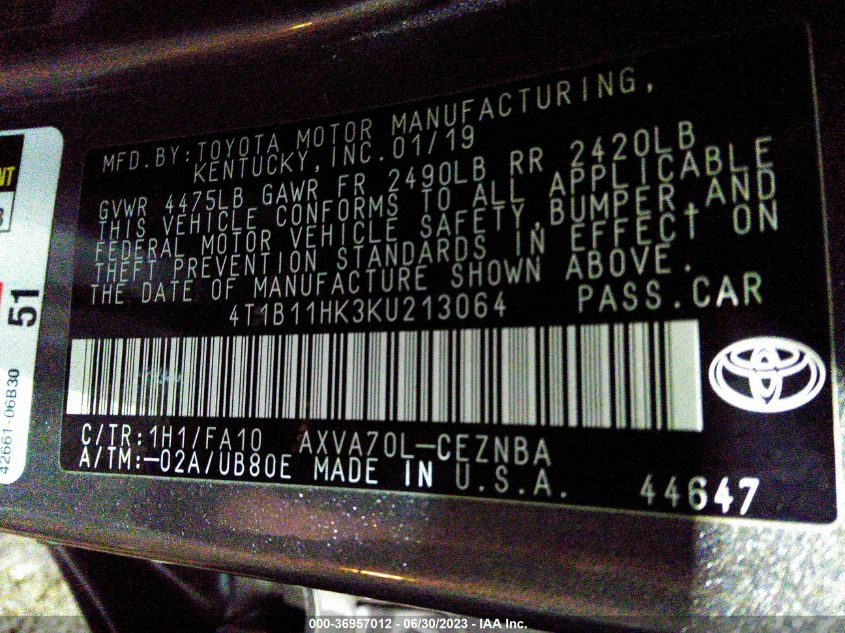 MFD.BY:TOYOTA MOTOR MANUFACTURING,
KENTUCKY,INC.01/19
GVWR 4475LB GAWR FR 2490LB RR 2420LB
THIS VEHICLE CONFORMS TO ALL APPLICABLE
FEDERAL MOTOR VEHICLE SAFETY,BUMPER,AND
THEFT PREVENTION STANDARDS IN EFFECT ON
THE DATE OF MANUFACTURE SHOWN ABOVE.
4T1B11HK3KU213064 PASS.CAR
C/TR:1H1/FA10 AXVA70L-CEZNBA
A/TM:-02A/UB80E MADE IN U.S.A.
44647
51
42661-06B30
000-36957012 - 06/30/2023 - IAA Inc.